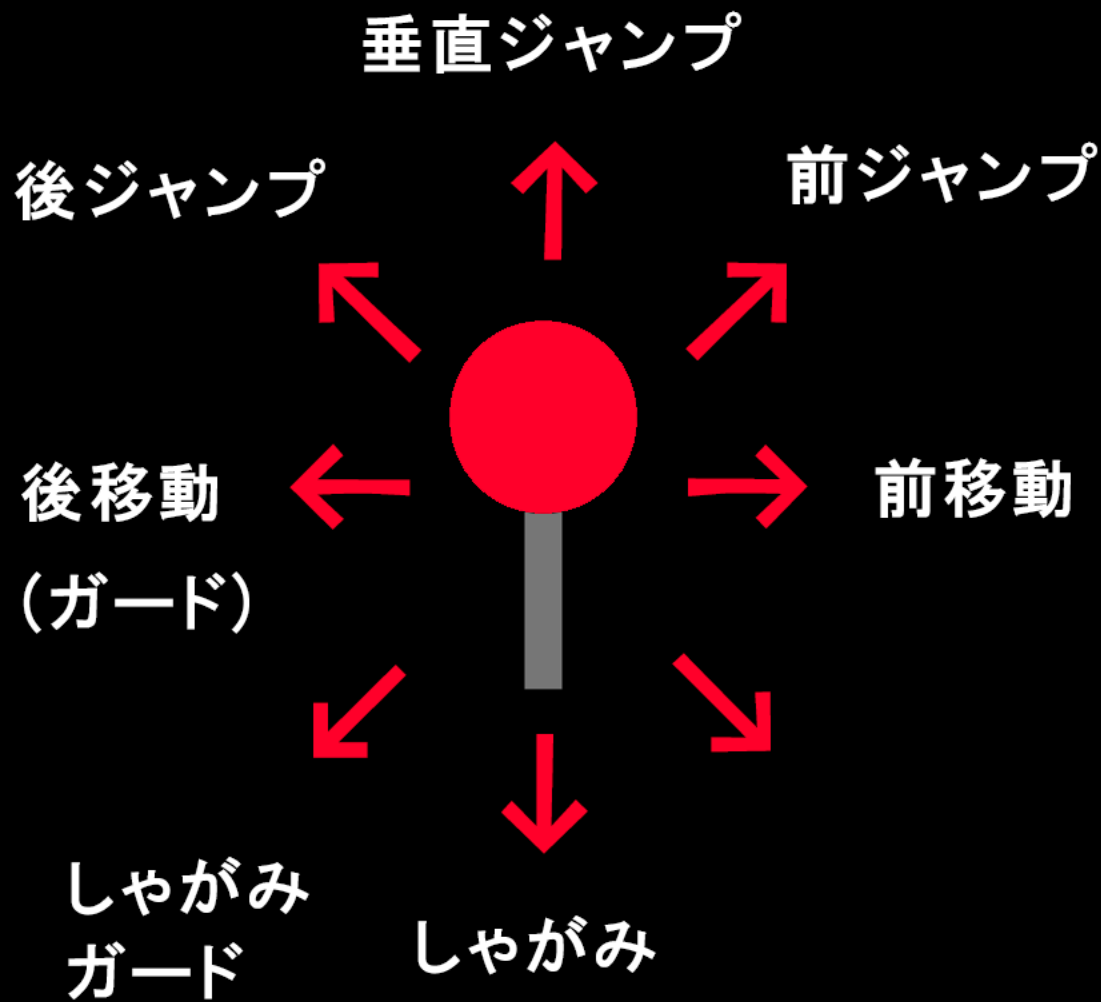 垂直ジャンプ
後ジャンプ
前ジャンプ
後移動
(ガード)
前移動
しゃがみ
ガード
しゃがみ